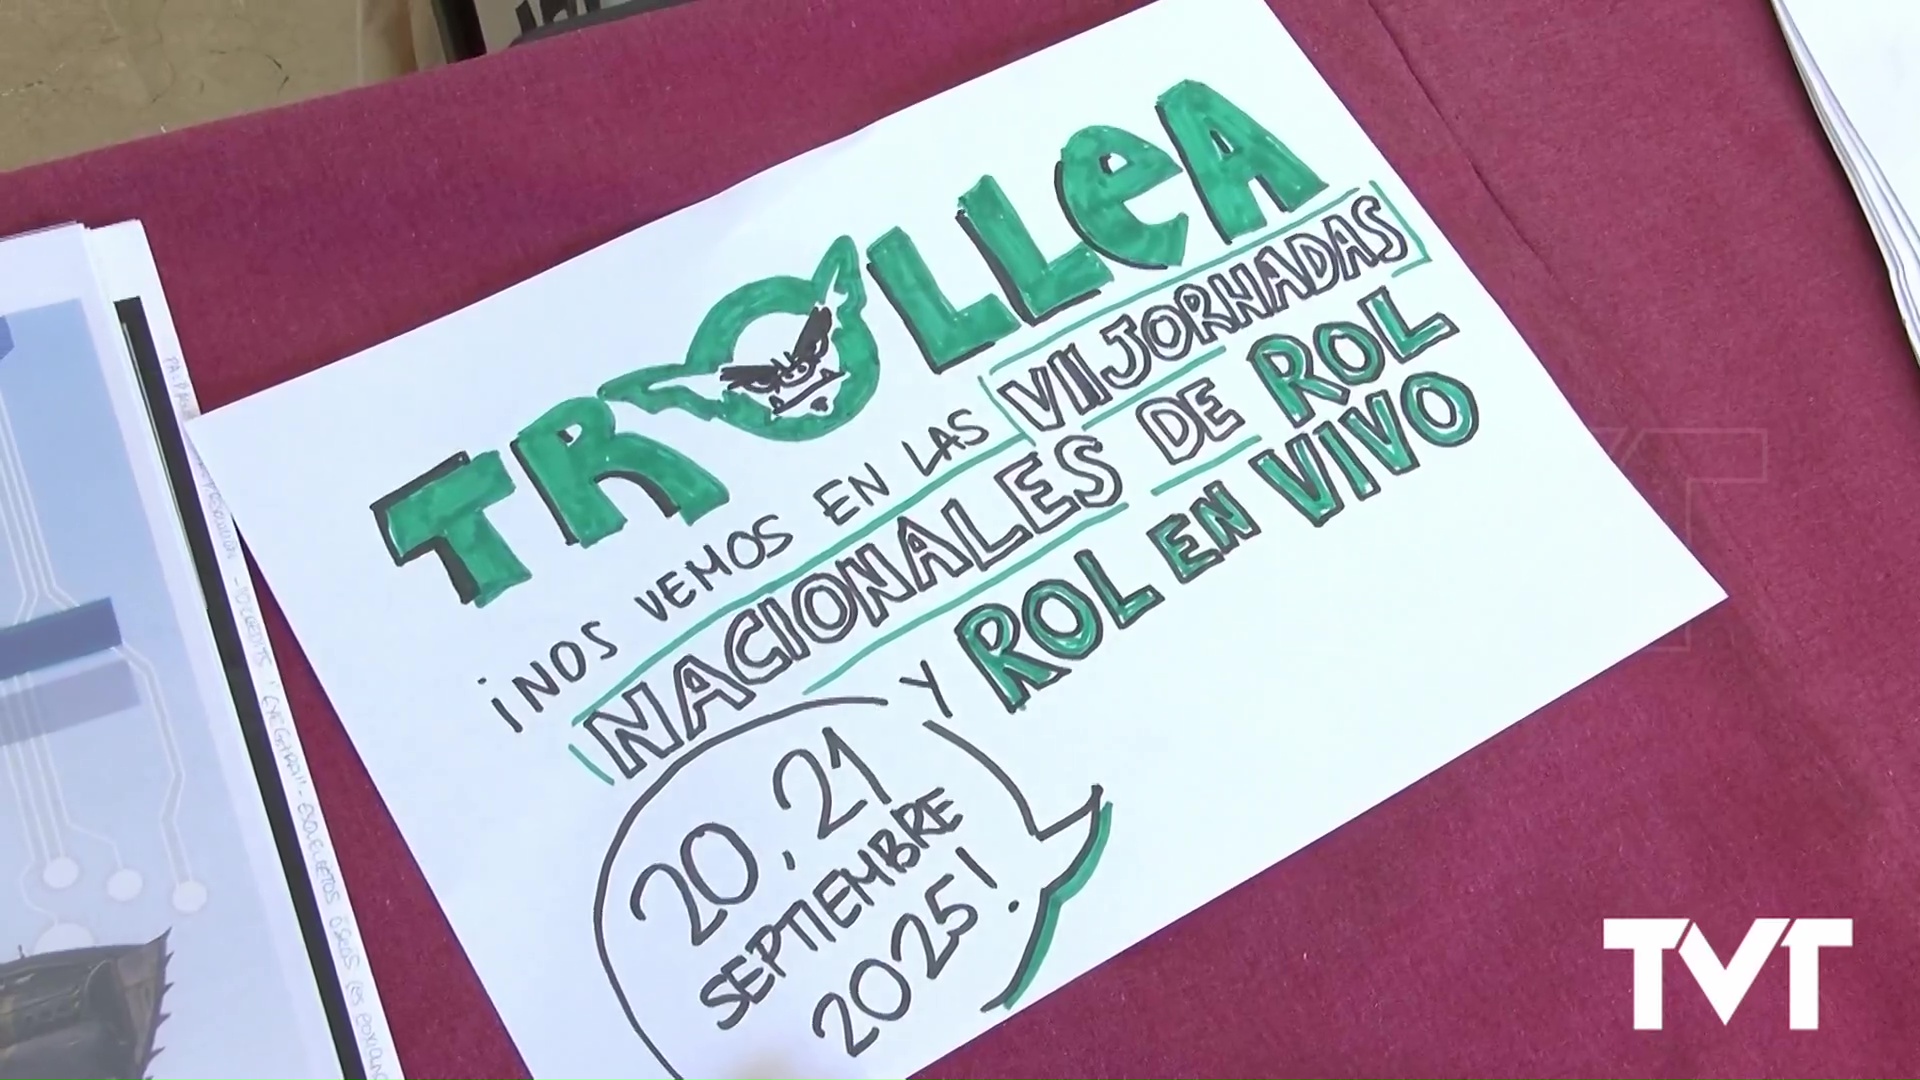 TROLLEA
¡NOS VEMOS EN LAS VII JORNADAS
NACIONALES DE ROL
Y ROL EN VIVO
20, 21
SEPTIEMBRE
2025!
TVT